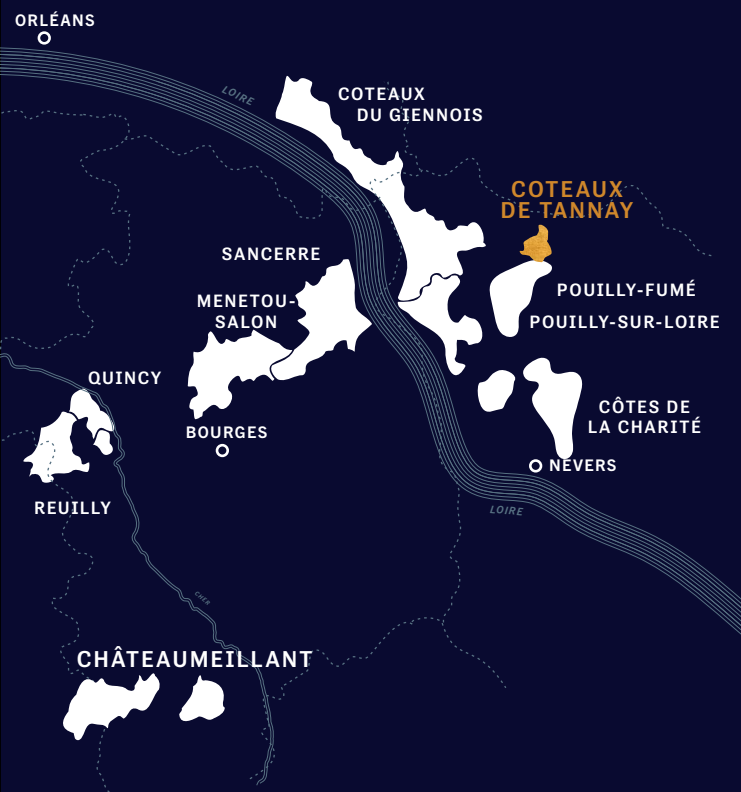 ORLÉANS
LOIRE
COTEAUX
DU GIENNOIS
COTEAUX
DE TANNAY
SANCERRE
MENETOU-
SALON
POUILLY-FUMÉ
POUILLY-SUR-LOIRE
QUINCY
CÔTES DE
LA CHARITÉ
BOURGES
NEVERS
REUILLY
LOIRE
CHER
CHÂTEAUMEILLANT